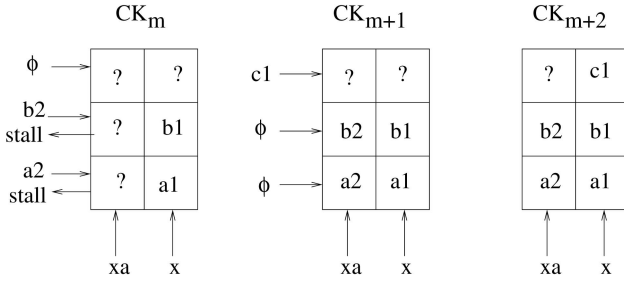 CKm CKm+1 CKm+2
ϕ ? ? c1 ? ? ? c1
b2 ? b1 ϕ b2 b1 b2 b1
stall
a2 ? a1 ϕ a2 a1 a2 a1
stall
xa x xa x xa x